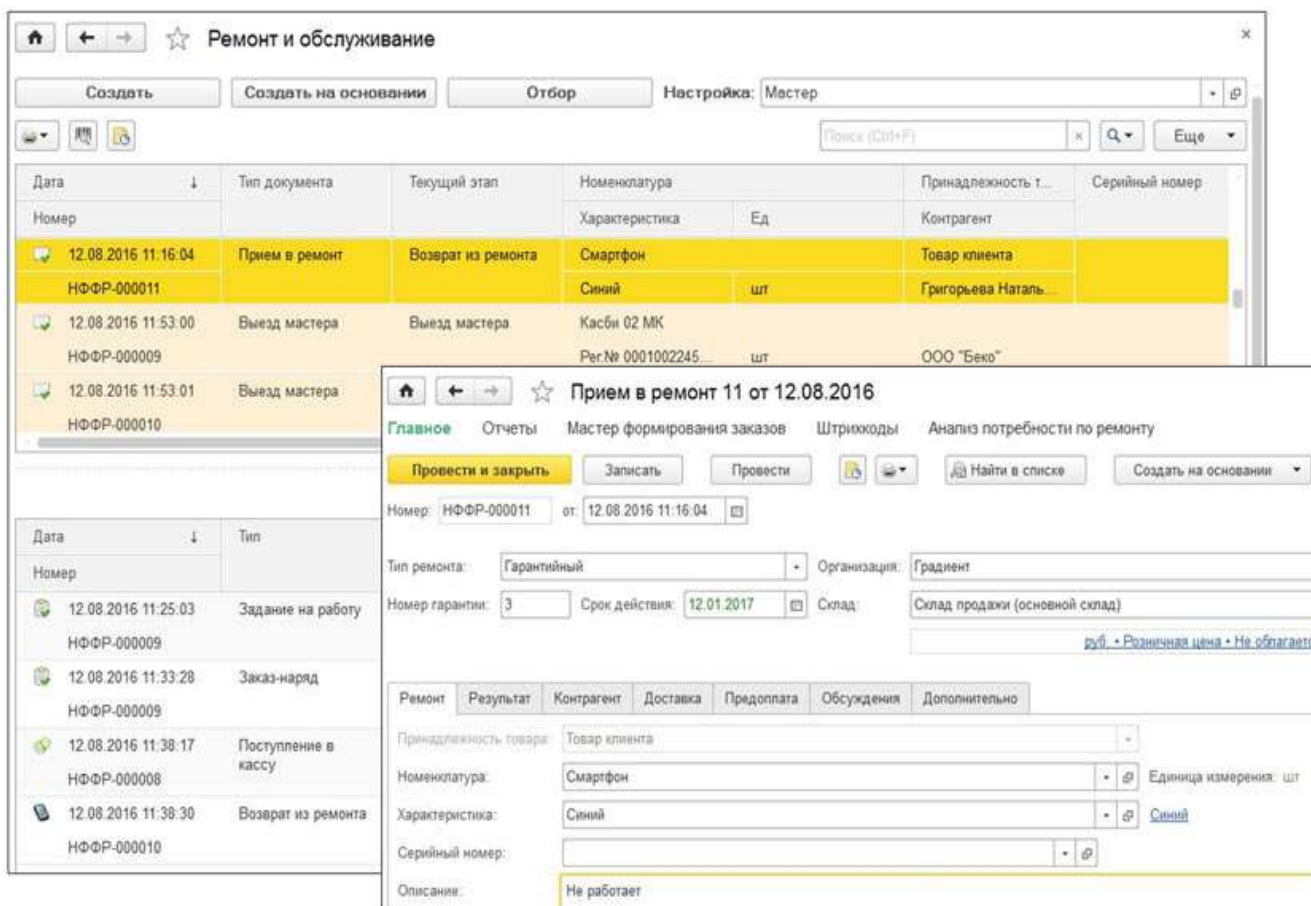 Ремонт и обслуживание
Создать Создать на основании Отбор Настройка: Мастер
Поиск (Ctrl+F) Еще
Дата Тип документа Текущий этап Номенклатура Принадлежность т... Серийный номер
Номер Характеристика Ед Контрагент
12.08.2016 11:16:04 Прием в ремонт Возврат из ремонта Смартфон Товар клиента
НФФР-000011 Синий шт Григорьева Наталь...
12.08.2016 11:53:00 Выезд мастера Выезд мастера Касби 02 МК
НФФР-000009 Рег.№ 0001002245... шт ООО "Беко"
12.08.2016 11:53:01 Выезд мастера
НФФР-000010
Дата Тип
Номер
12.08.2016 11:25:03 Задание на работу
НФФР-000009
12.08.2016 11:33:28 Заказ-наряд
НФФР-000009
12.08.2016 11:38:17 Поступление в
кассу
НФФР-000008
12.08.2016 11:38:30 Возврат из ремонта
НФФР-000010
Прием в ремонт 11 от 12.08.2016
Главное Отчеты Мастер формирования заказов Штрихкоды Анализ потребности по ремонту
Провести и закрыть Записать Провести Найти в списке Создать на основании
Номер: НФФР-000011 от: 12.08.2016 11:16:04
Тип ремонта: Гарантийный Организация: Градиент
Номер гарантии: 3 Срок действия: 12.01.2017 Склад: Склад продажи (основной склад)
руб. • Розничная цена • Не облагаетс
Ремонт Результат Контрагент Доставка Предоплата Обсуждения Дополнительно
Принадлежность товара: Товар клиента
Номенклатура: Смартфон Единица измерения: шт
Характеристика: Синий Синий
Серийный номер:
Описание: Не работает